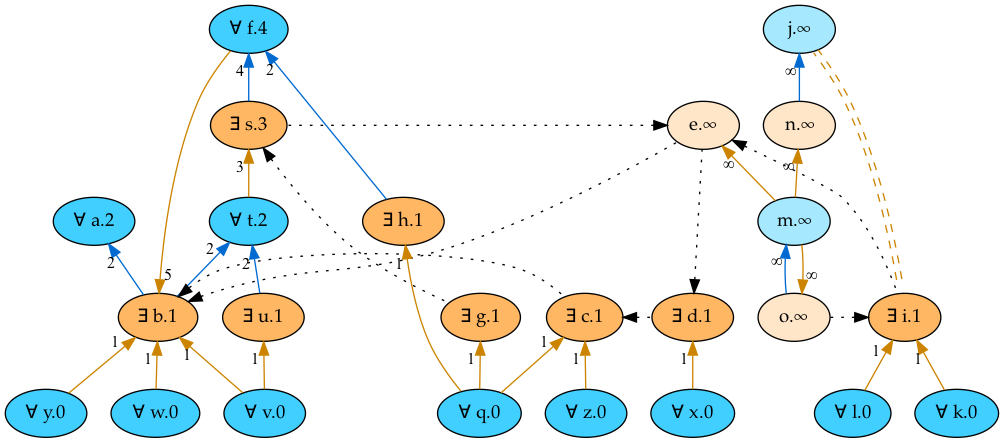 ∀ f.4
j.∞
4
2
∞
∃ s.3
e.∞
n.∞
3
∞
∞
∀ a.2
∀ t.2
∃ h.1
m.∞
2
2
2
1
5
∞
∞
∃ b.1
∃ u.1
∃ g.1
∃ c.1
∃ d.1
o.∞
∃ i.1
1
1
1
1
1
1
1
1
1
1
∀ y.0
∀ w.0
∀ v.0
∀ q.0
∀ z.0
∀ x.0
∀ l.0
∀ k.0